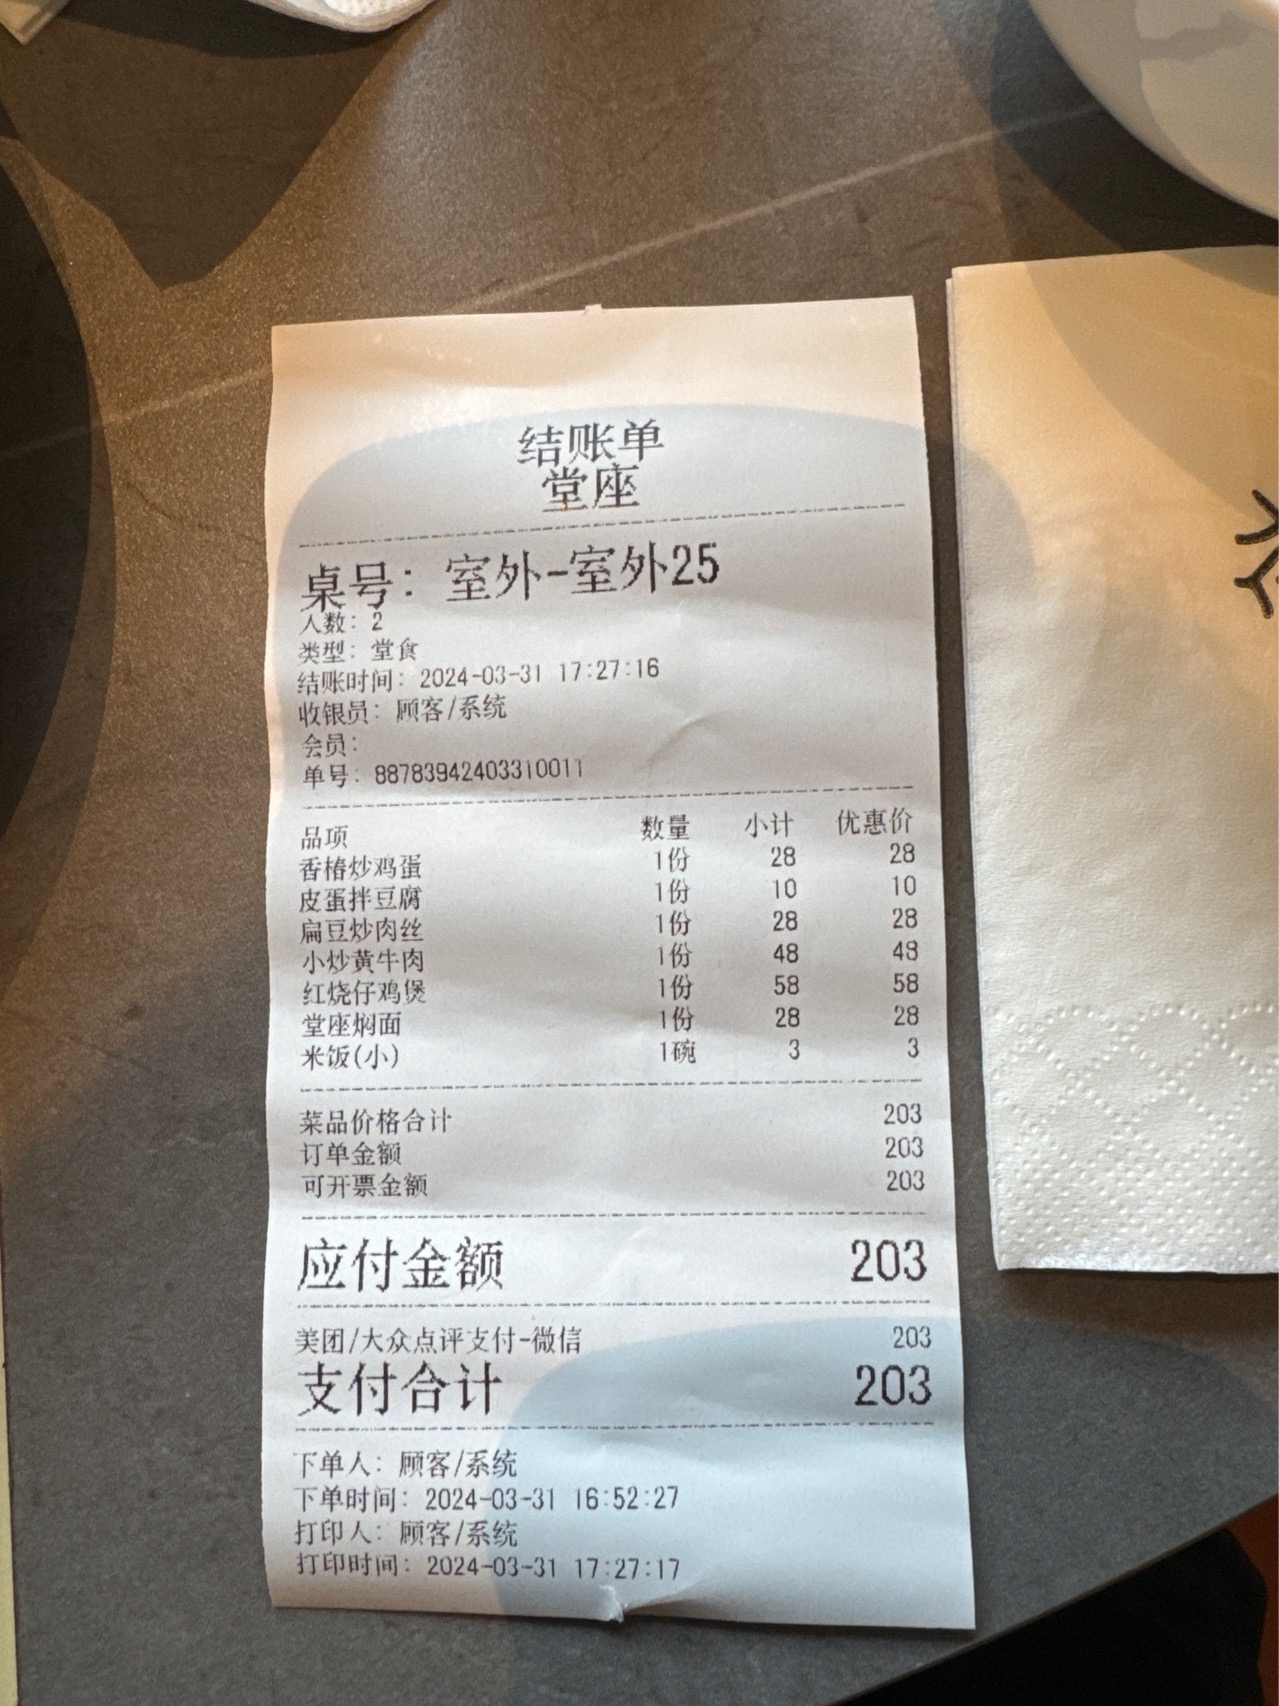 结账单
堂座
桌号：室外-室外25
人数：2
类型：堂食
结账时间：2024-03-31 17:27:16
收银员：顾客/系统
会员：
单号：88783942403310011
品项 数量 小计 优惠价
香椿炒鸡蛋 1份 28 28
皮蛋拌豆腐 1份 10 10
扁豆炒肉丝 1份 28 28
小炒黄牛肉 1份 48 48
红烧仔鸡煲 1份 58 58
堂座焖面 1份 28 28
米饭(小) 1碗 3 3
菜品价格合计 203
订单金额 203
可开票金额 203
应付金额 203
美团/大众点评支付-微信 203
支付合计 203
下单人：顾客/系统
下单时间：2024-03-31 16:52:27
打印人：顾客/系统
打印时间：2024-03-31 17:27:17